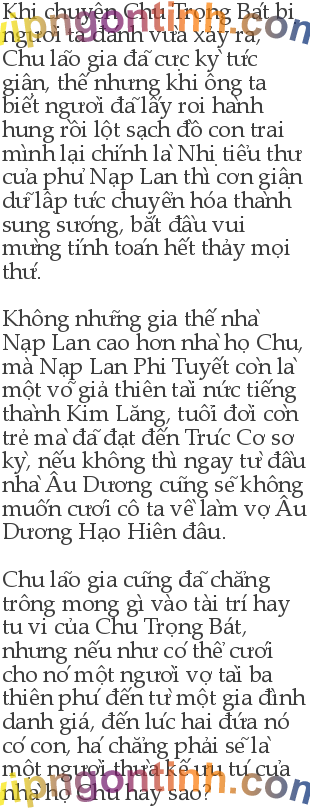 vipngontinh.com
Khi chuyện Chu Trọng Bát bị
người ta đánh vừa xảy ra,
Chu lão gia đã cực kỳ tức
giận, thế nhưng khi ông ta
biết người đã lấy roi hành
hung rồi lột sạch đồ con trai
mình lại chính là Nhị tiểu thư
của phủ Nạp Lan thì cơn giận
dữ lập tức chuyển hóa thành
sung sướng, bắt đầu vui
mừng tính toán hết thảy mọi
thứ.
Không những gia thế nhà
Nạp Lan cao hơn nhà họ Chu,
mà Nạp Lan Phi Tuyết còn là
một võ giả thiên tài nức tiếng
thành Kim Lăng, tuổi đời còn
trẻ mà đã đạt đến Trúc Cơ sơ
kỳ, nếu không thì ngay từ đầu
nhà Âu Dương cũng sẽ không
muốn cưới cô ta về làm vợ Âu
Dương Hạo Hiên đâu.
Chu lão gia cũng đã chẳng
trông mong gì vào tài trí hay
tu vi của Chu Trọng Bát,
nhưng nếu như có thể cưới
cho nó một người vợ tài ba
thiên phú đến từ một gia đình
danh giá, đến lúc hai đứa nó
có con, há chẳng phải sẽ là
một người thừa kế ưu tú của
nhà họ Chu hay sao?
vipngontinh.com